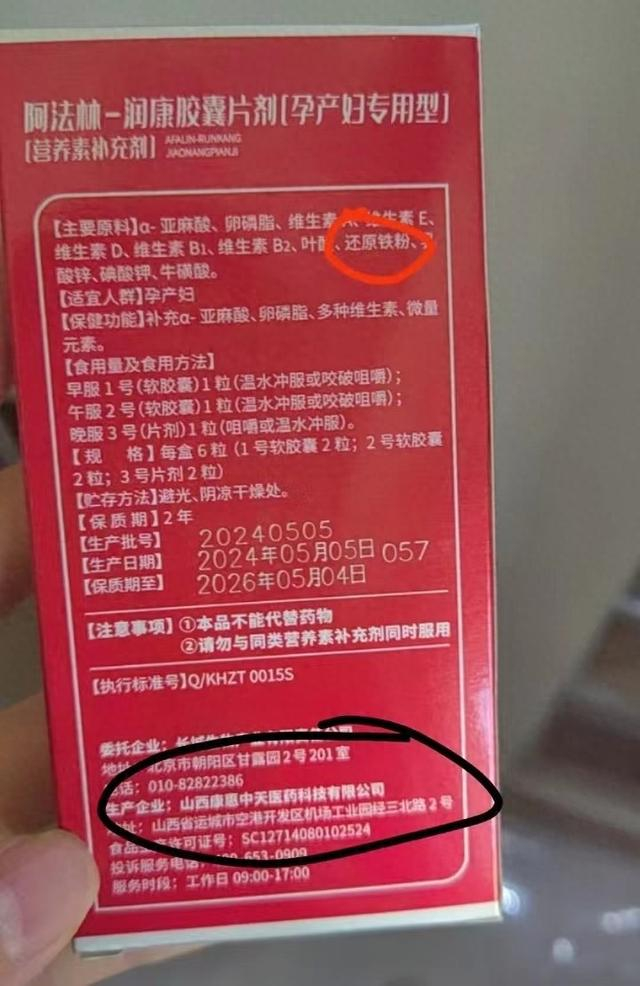 阿法林-润康胶囊片剂[孕产妇专用型]
[营养素补充剂] AFALIN-RUNKANG JIAONANGPIANJI
【主要原料】α-亚麻酸、卵磷脂、维生素A、维生素E、
维生素D、维生素B1、维生素B2、叶酸、还原铁粉、
酸锌、碘酸钾、牛磺酸。
【适宜人群】孕产妇
【保健功能】补充α-亚麻酸、卵磷脂、多种维生素、微量
元素。
【食用量及食用方法】
早服1号(软胶囊)1粒(温水冲服或咬破咀嚼);
午服2号(软胶囊)1粒(温水冲服或咬破咀嚼);
晚服3号(片剂)1粒(咀嚼或温水冲服)。
【规 格】每盒6粒(1号软胶囊2粒;2号软胶囊
2粒;3号片剂2粒)
【贮存方法】避光、阴凉干燥处。
【保质期】2年
【生产批号】 20240505
【生产日期】 2024年05月05日 057
【保质期至】 2026年05月04日
【注意事项】①本品不能代替药物
②请勿与同类营养素补充剂同时服用
【执行标准号】Q/KHZT 0015S
委托企业:
地址:北京市朝阳区甘露园2号201室
电话:010-82822386
生产企业:山西康惠中天医药科技有限公司
地址:山西省运城市空港开发区机场工业园经三北路2号
食品生产许可证号:SC12714080102524
投诉服务电话: 653-0909
服务时段:工作日 09:00-17:00